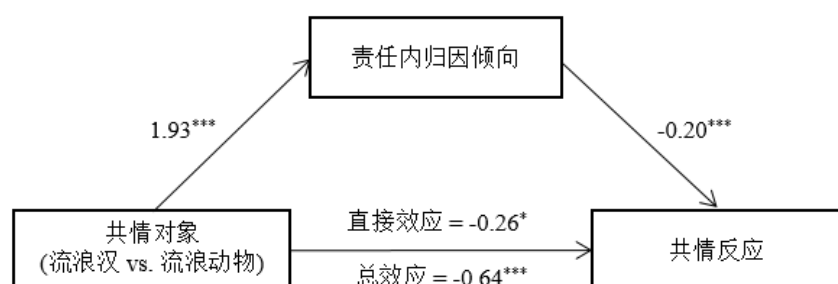 责任内归因倾向
1.93***
-0.20***
直接效应 = -0.26*
共情对象
(流浪汉 vs. 流浪动物)
共情反应
总效应 = -0.64***